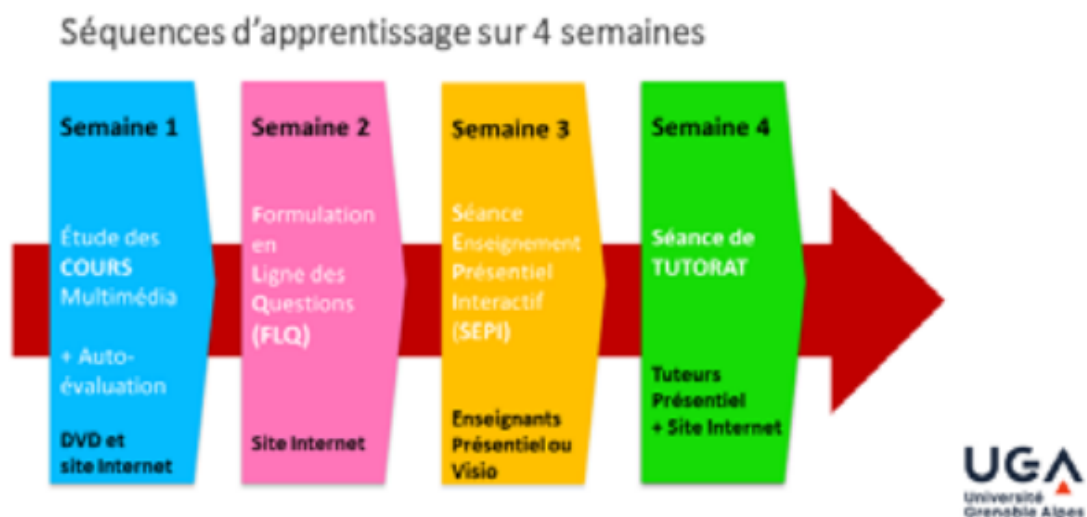 Séquences d'apprentissage sur 4 semaines
Semaine 1
Étude des
COURS
Multimédia
+ Auto-
évaluation
DVD et
site Internet
Semaine 2
Formulation
en
Ligne des
Questions
(FLQ)
Site Internet
Semaine 3
Séance
Enseignement
Présentiel
Interactif
(SEPI)
Enseignants
Présentiel ou
Visio
Semaine 4
Séance de
TUTORAT
Tuteurs
Présentiel
+ Site Internet
UGA
Université
Grenoble Alpes